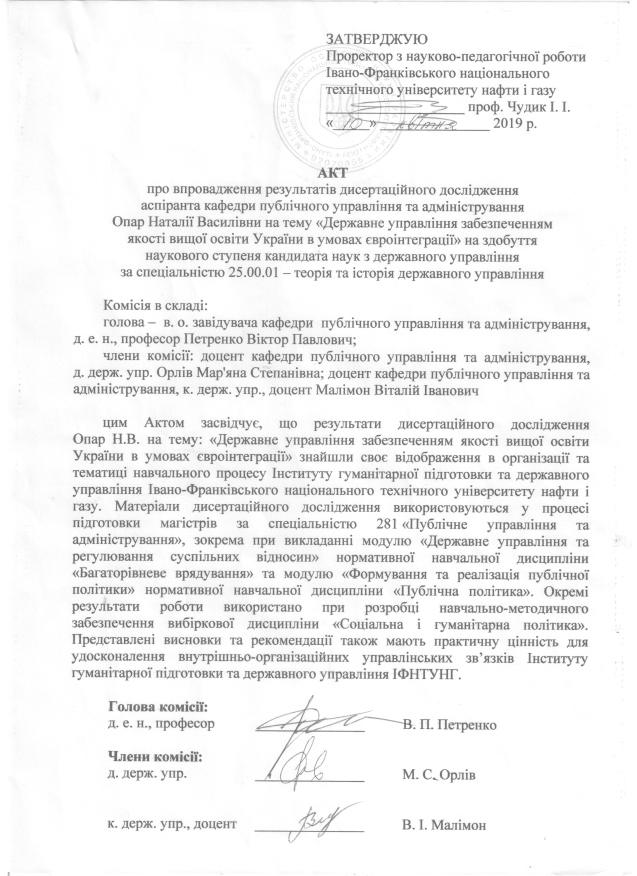 ЗАТВЕРДЖУЮ
Проректор з науково-педагогічної роботи
Івано-Франківського національного
технічного університету нафти і газу
проф. Чудик І. І.
« 10 » квітня 2019 р.
АКТ
про впровадження результатів дисертаційного дослідження
аспіранта кафедри публічного управління та адміністрування
Опар Наталії Василівни на тему «Державне управління забезпеченням
якості вищої освіти України в умовах євроінтеграції» на здобуття
наукового ступеня кандидата наук з державного управління
за спеціальністю 25.00.01 – теорія та історія державного управління
Комісія в складі:
голова – в. о. завідувача кафедри публічного управління та адміністрування,
д. е. н., професор Петренко Віктор Павлович;
члени комісії: доцент кафедри публічного управління та адміністрування,
д. держ. упр. Орлів Мар'яна Степанівна; доцент кафедри публічного управління та
адміністрування, к. держ. упр., доцент Малімон Віталій Іванович
цим Актом засвідчує, що результати дисертаційного дослідження
Опар Н.В. на тему: «Державне управління забезпеченням якості вищої освіти
України в умовах євроінтеграції» знайшли своє відображення в організації та
тематиці навчального процесу Інституту гуманітарної підготовки та державного
управління Івано-Франківського національного технічного університету нафти і
газу. Матеріали дисертаційного дослідження використовуються у процесі
підготовки магістрів за спеціальністю 281 «Публічне управління та
адміністрування», зокрема при викладанні модулю «Державне управління та
регулювання суспільних відносин» нормативної навчальної дисципліни
«Багаторівневе врядування» та модулю «Формування та реалізація публічної
політики» нормативної навчальної дисципліни «Публічна політика». Окремі
результати роботи використано при розробці навчально-методичного
забезпечення вибіркової дисципліни «Соціальна і гуманітарна політика».
Представлені висновки та рекомендації також мають практичну цінність для
удосконалення внутрішньо-організаційних управлінських зв'язків Інституту
гуманітарної підготовки та державного управління ІФНТУНГ.
Голова комісії:
д. е. н., професор В. П. Петренко
Члени комісії:
д. держ. упр. М. С. Орлів
к. держ. упр., доцент В. І. Малімон